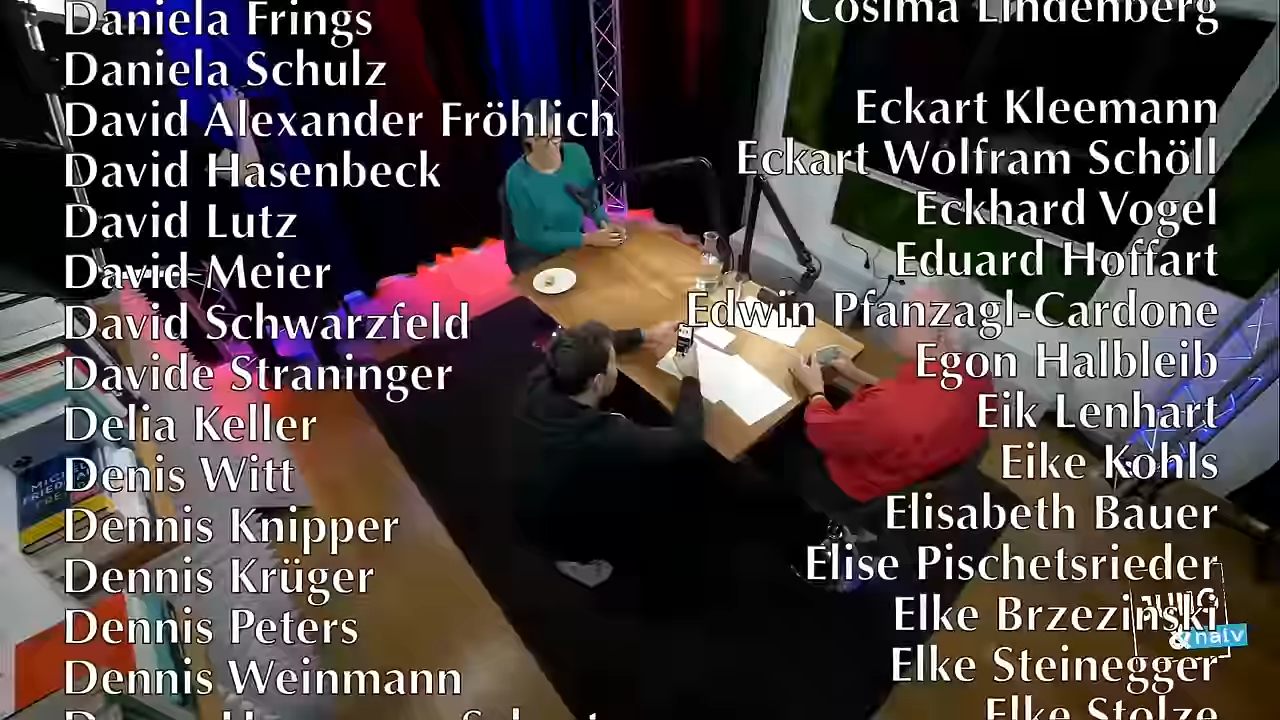 Daniela Frings
Daniela Schulz
David Alexander Fröhlich
David Hasenbeck
David Lutz
David Meier
David Schwarzfeld
Davide Straninger
Delia Keller
Denis Witt
Dennis Knipper
Dennis Krüger
Dennis Peters
Dennis Weinmann
Cosima Lindenberg
Eckart Kleemann
Eckart Wolfram Schöll
Eckhard Vogel
Eduard Hoffart
Edwin Pfanzagl-Cardone
Egon Halbleib
Eik Lenhart
Eike Kohls
Elisabeth Bauer
Elise Pischetsrieder
Elke Brzezinski
Elke Steinegger
Elke Stolze
JUNG
& naiv